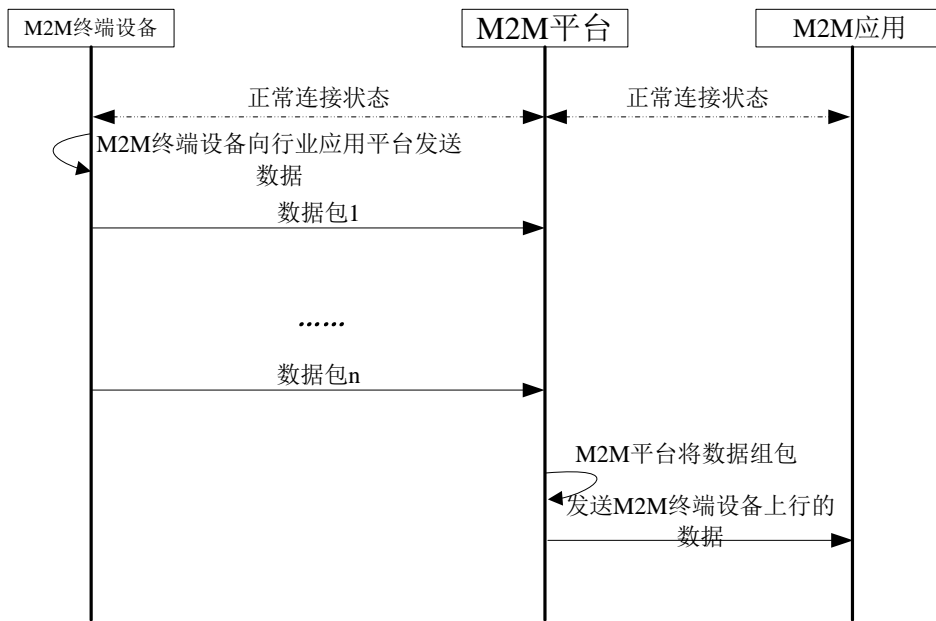 M2M终端设备
M2M平台
M2M应用
正常连接状态
正常连接状态
M2M终端设备向行业应用平台发送
数据
数据包1
......
数据包n
M2M平台将数据组包
发送M2M终端设备上行的
数据